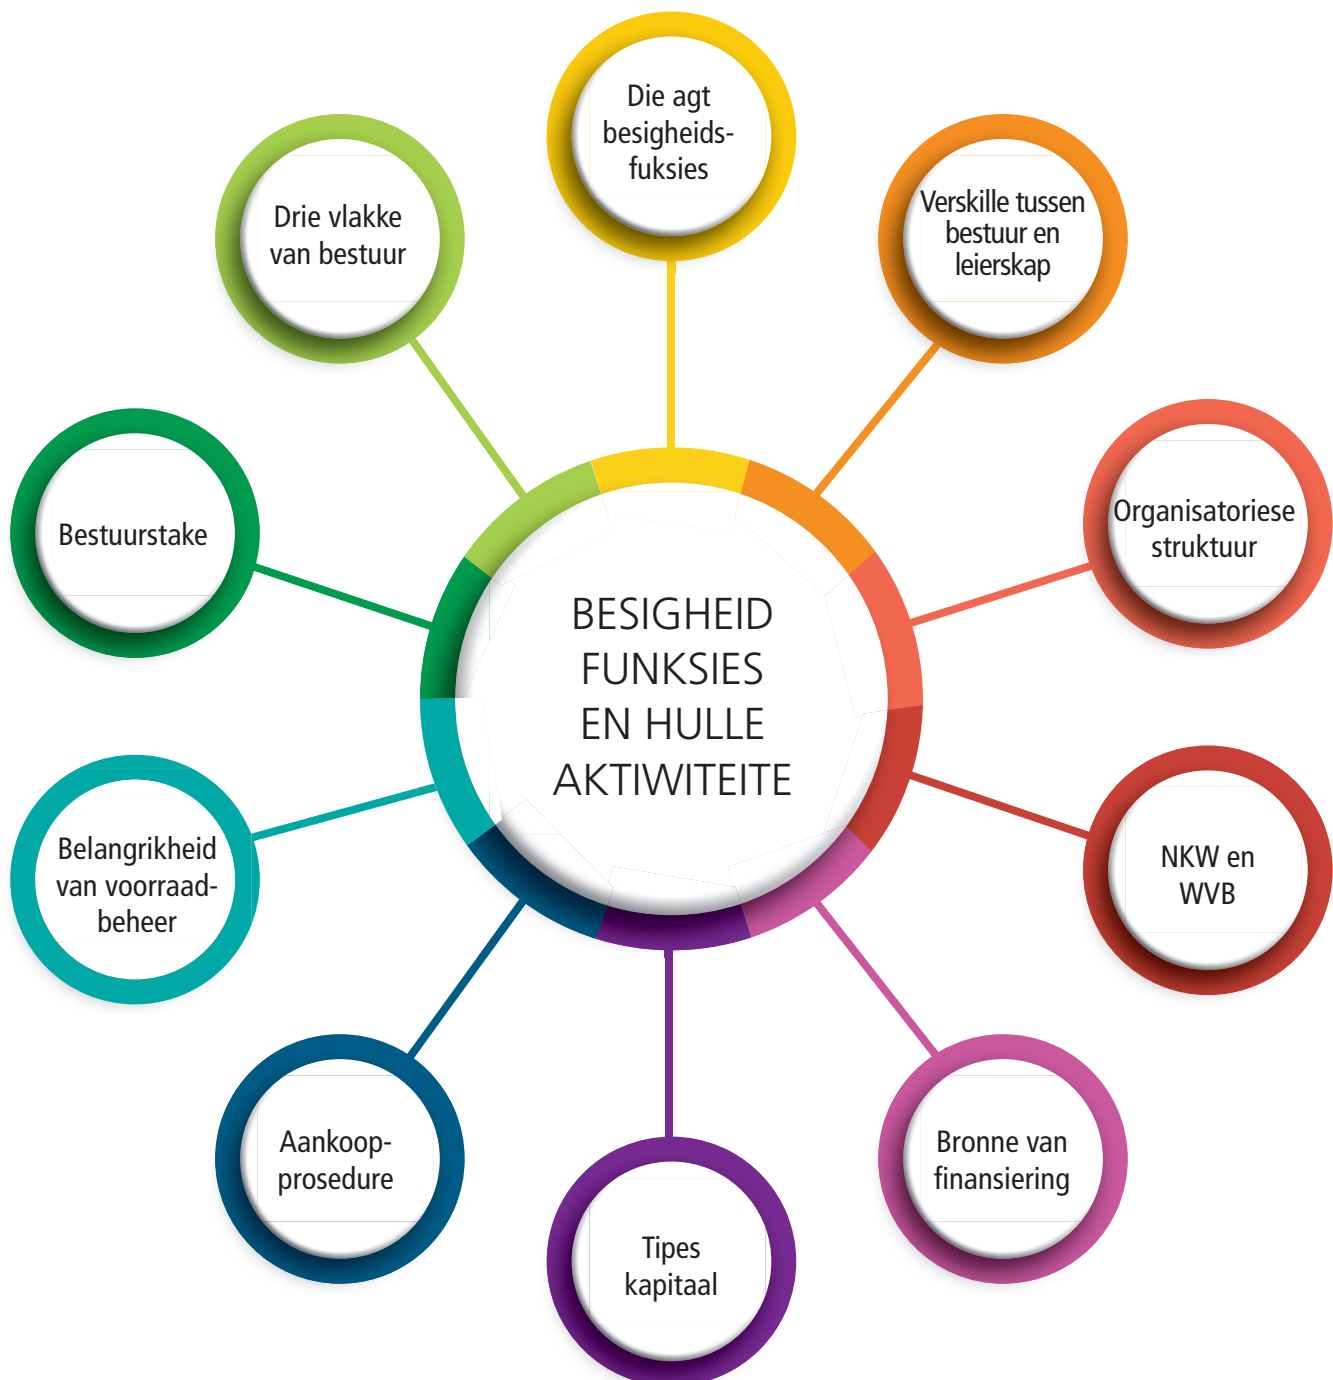 Die agt
besigheids-
fuksies
Verskille tussen
bestuur en
leierskap
Organisatoriese
struktuur
NKW en
WVB
Bronne van
finansiering
Tipes
kapitaal
Aankoop-
prosedure
Belangrikheid
van voorraad-
beheer
Bestuurstake
Drie vlakke
van bestuur
BESIGHEID
FUNKSIES
EN HULLE
AKTIWITEITE